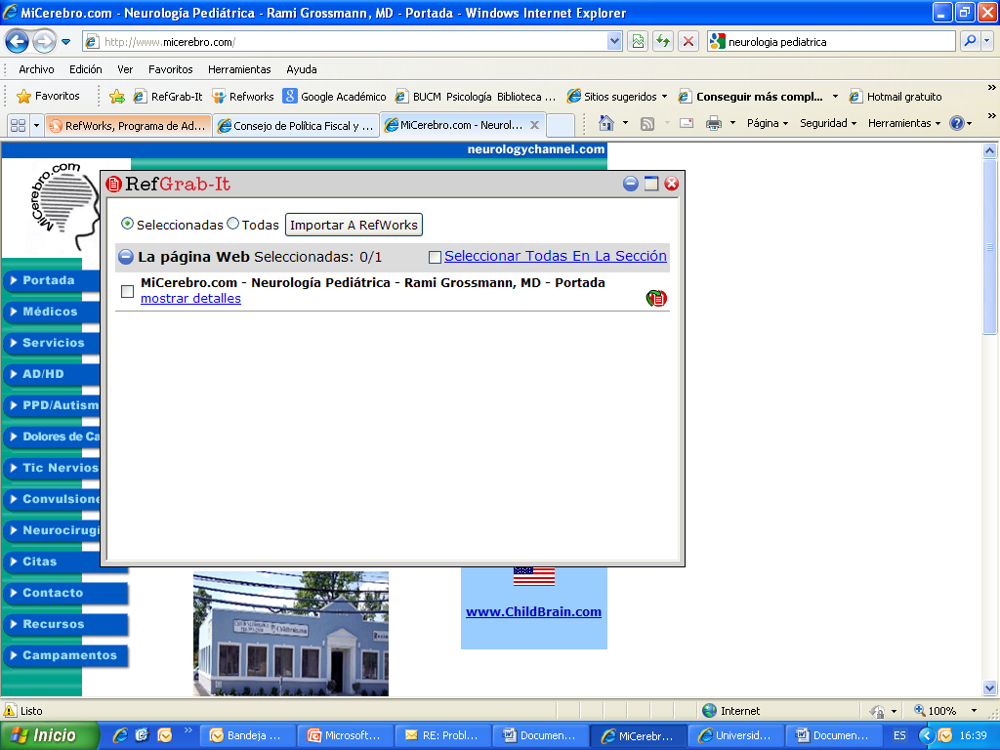 MiCerebro.com - Neurología Pediátrica - Rami Grossmann, MD - Portada - Windows Internet Explorer
http://www.micerebro.com/
neurologia pediatrica
Archivo Edición Ver Favoritos Herramientas Ayuda
Favoritos RefGrab-It Refworks Google Académico BUCM Psicología Biblioteca ... Sitios sugeridos Conseguir más compl... Hotmail gratuito
RefWorks, Programa de Ad... Consejo de Política Fiscal y ... MiCerebro.com - Neurol... Página Seguridad Herramientas
neurologychannel.com
MiCerebro.com
RefGrab-It
Seleccionadas Todas Importar A RefWorks
La página Web Seleccionadas: 0/1 Seleccionar Todas En La Sección
MiCerebro.com - Neurología Pediátrica - Rami Grossmann, MD - Portada
mostrar detalles
Portada
Médicos
Servicios
AD/HD
PPD/Autism
Dolores de Ca
Tic Nervios
Convulsione
Neurocirugí
Citas
Contacto
Recursos
Campamentos
www.ChildBrain.com
Listo Internet 100%
Inicio Bandeja ... Microsoft... RE: Probl... Documen... MiCerebr... Universid... Documen... ES 16:39